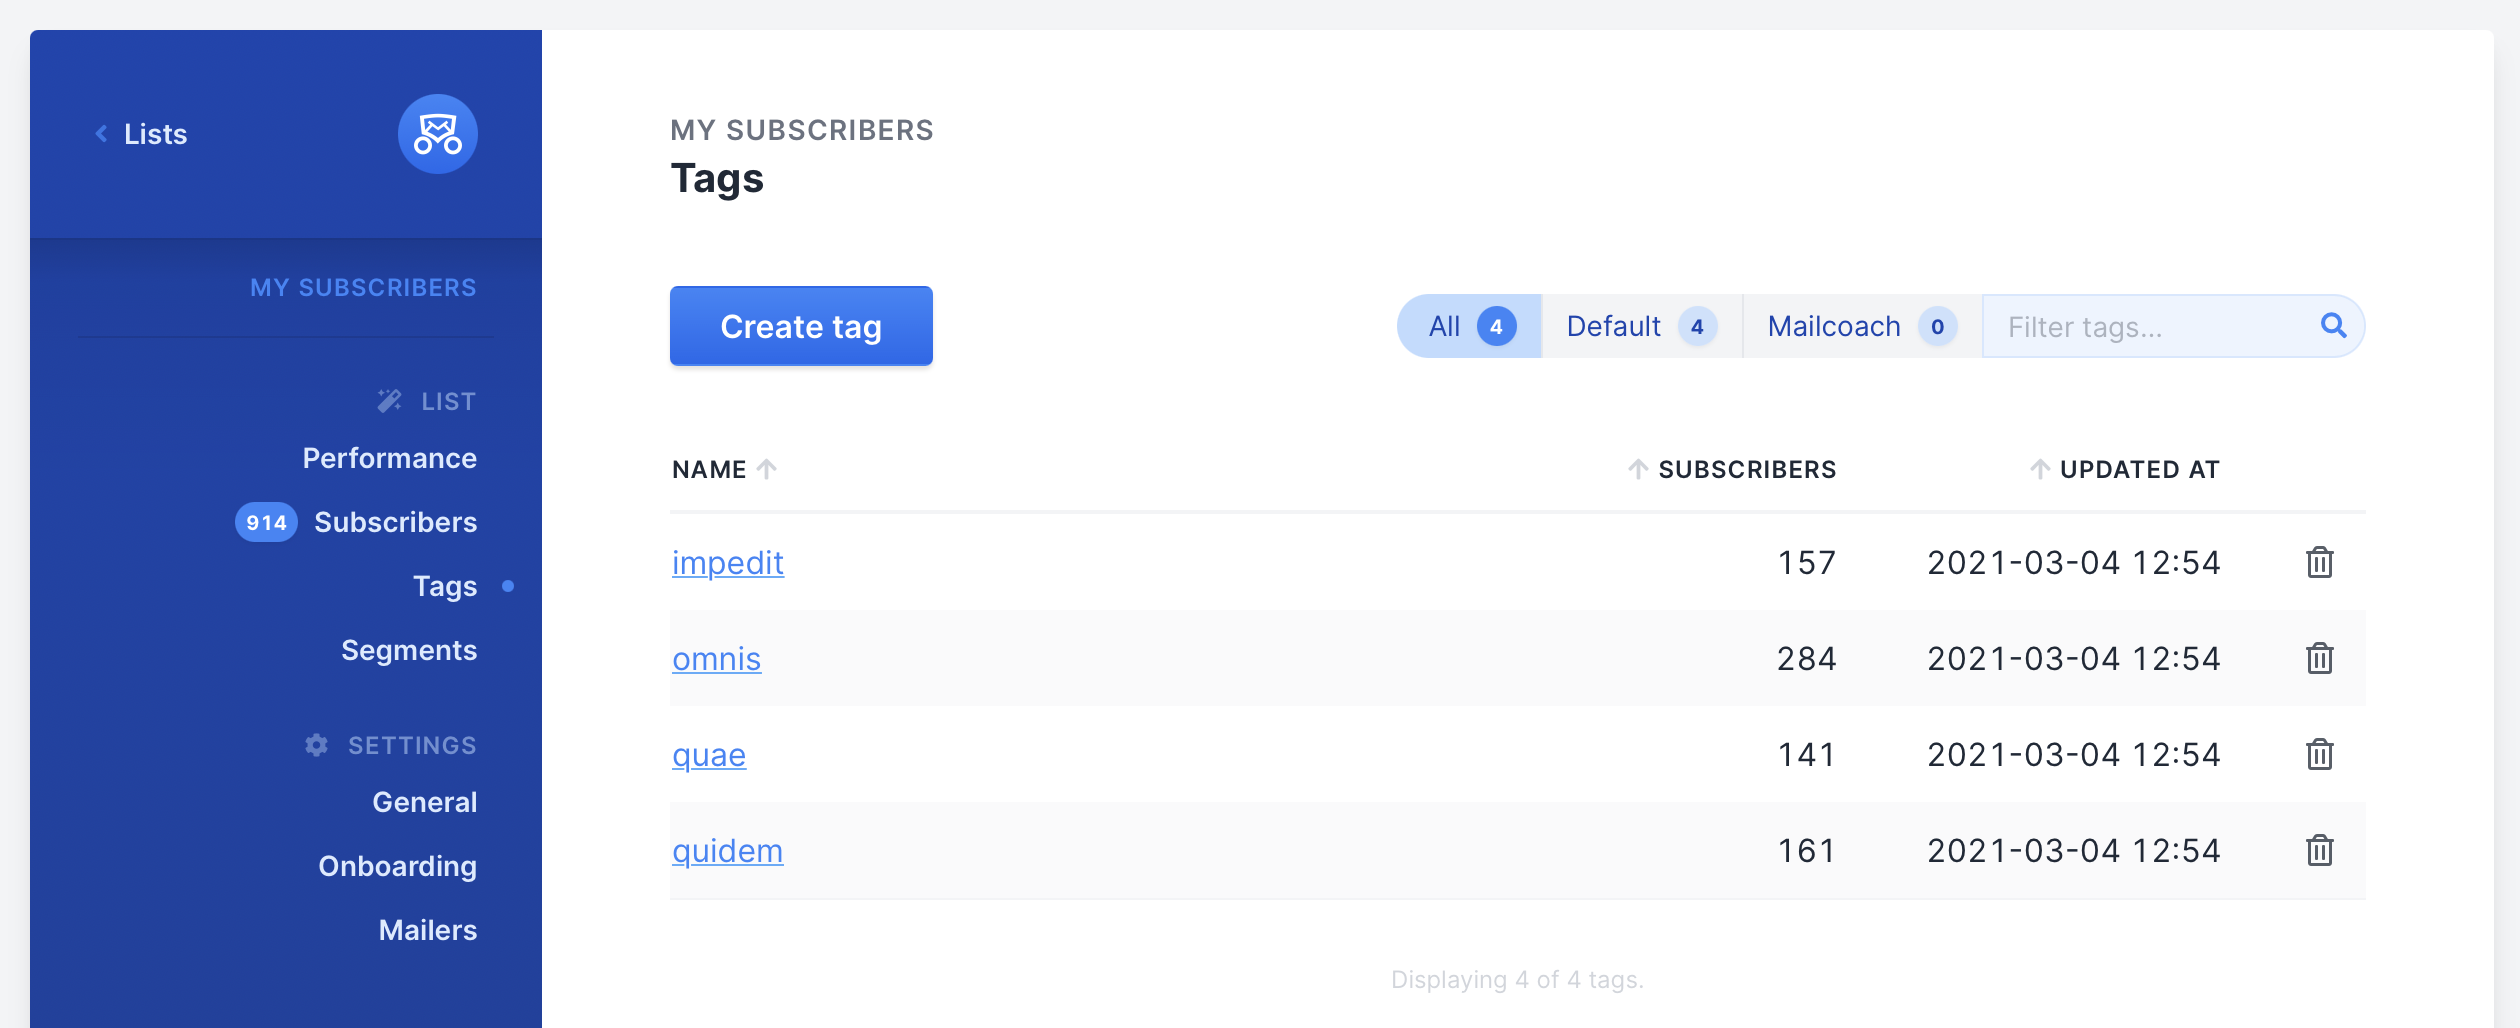 Lists
MY SUBSCRIBERS
LIST
Performance
914 Subscribers
Tags
Segments
SETTINGS
General
Onboarding
Mailers
MY SUBSCRIBERS
Tags
Create tag
All 4 Default 4 Mailcoach 0 Filter tags...
NAME SUBSCRIBERS UPDATED AT
impedit 157 2021-03-04 12:54
omnis 284 2021-03-04 12:54
quae 141 2021-03-04 12:54
quidem 161 2021-03-04 12:54
Displaying 4 of 4 tags.